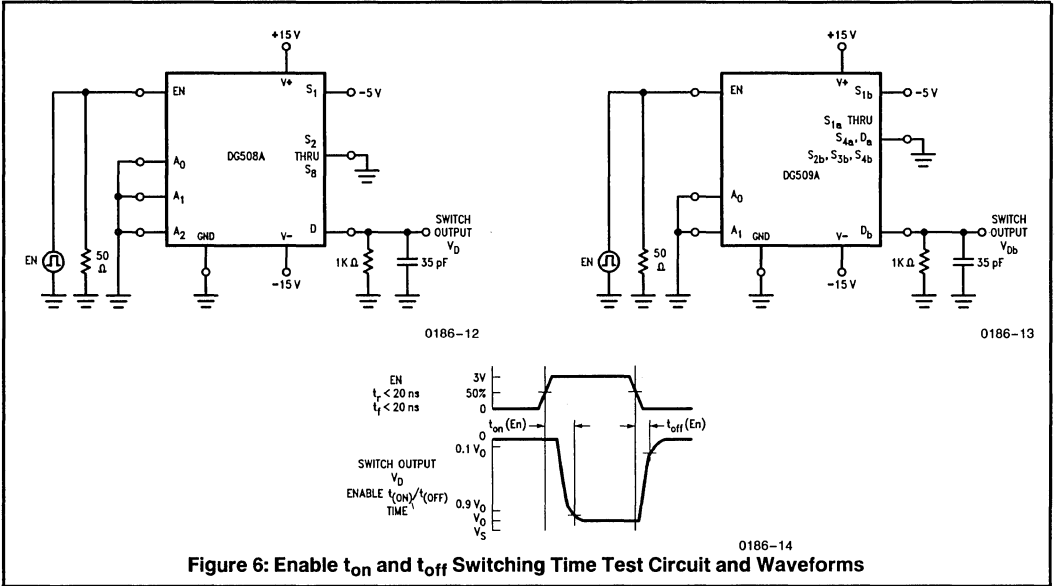 +15 V
V+
EN
S1
-5 V
A0
DG508A
S2
THRU
S8
A1
A2
GND
V-
D
SWITCH
OUTPUT
VD
EN
50
Ω
1KΩ
35 pF
-15 V
0186-12
+15 V
V+
EN
S1b
-5 V
S1a THRU
S4a, Da
S2b, S3b, S4b
DG509A
A0
A1
GND
V-
Db
SWITCH
OUTPUT
VDb
EN
50
Ω
1KΩ
35 pF
-15 V
0186-13
EN
tr < 20 ns
tf < 20 ns
3V
50%
0
ton (En)
toff (En)
0
0.1 VO
SWITCH OUTPUT
VD
ENABLE t(ON)/t(OFF)
TIME
0.9 VO
VO
VS
0186-14
Figure 6: Enable ton and toff Switching Time Test Circuit and Waveforms